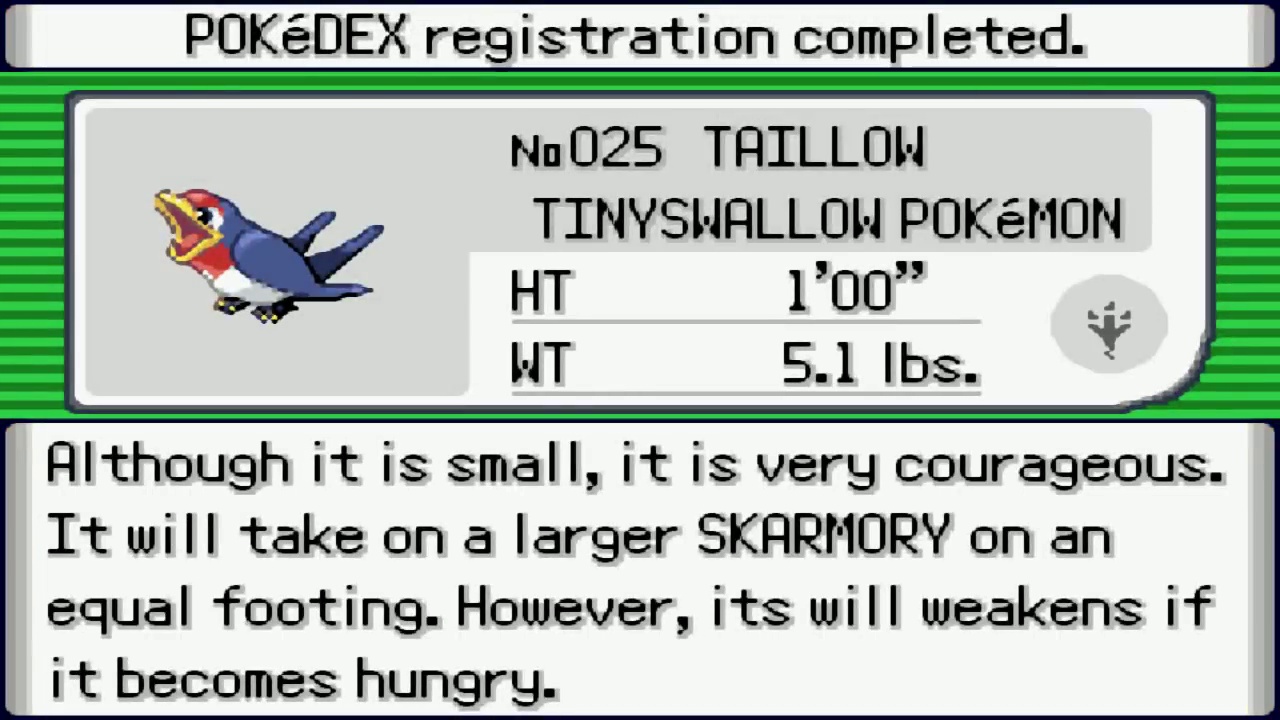 POKéDEX registration completed.
No025 TAILLOW
TINYSWALLOW POKéMON
HT 1’00”
WT 5.1 lbs.
Although it is small, it is very courageous.
It will take on a larger SKARMORY on an
equal footing. However, its will weakens if
it becomes hungry.